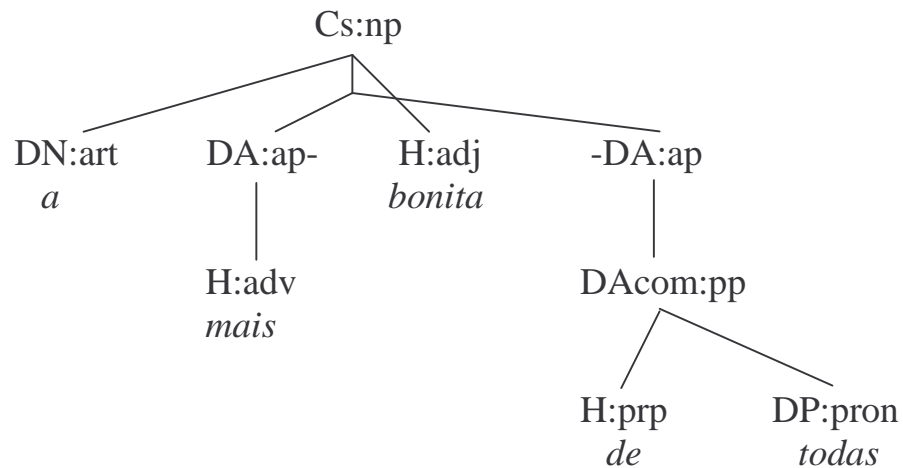 Cs:np
DN:art DA:ap- H:adj -DA:ap
a bonita
DAcom:pp
H:adv
mais
H:prp DP:pron
de todas